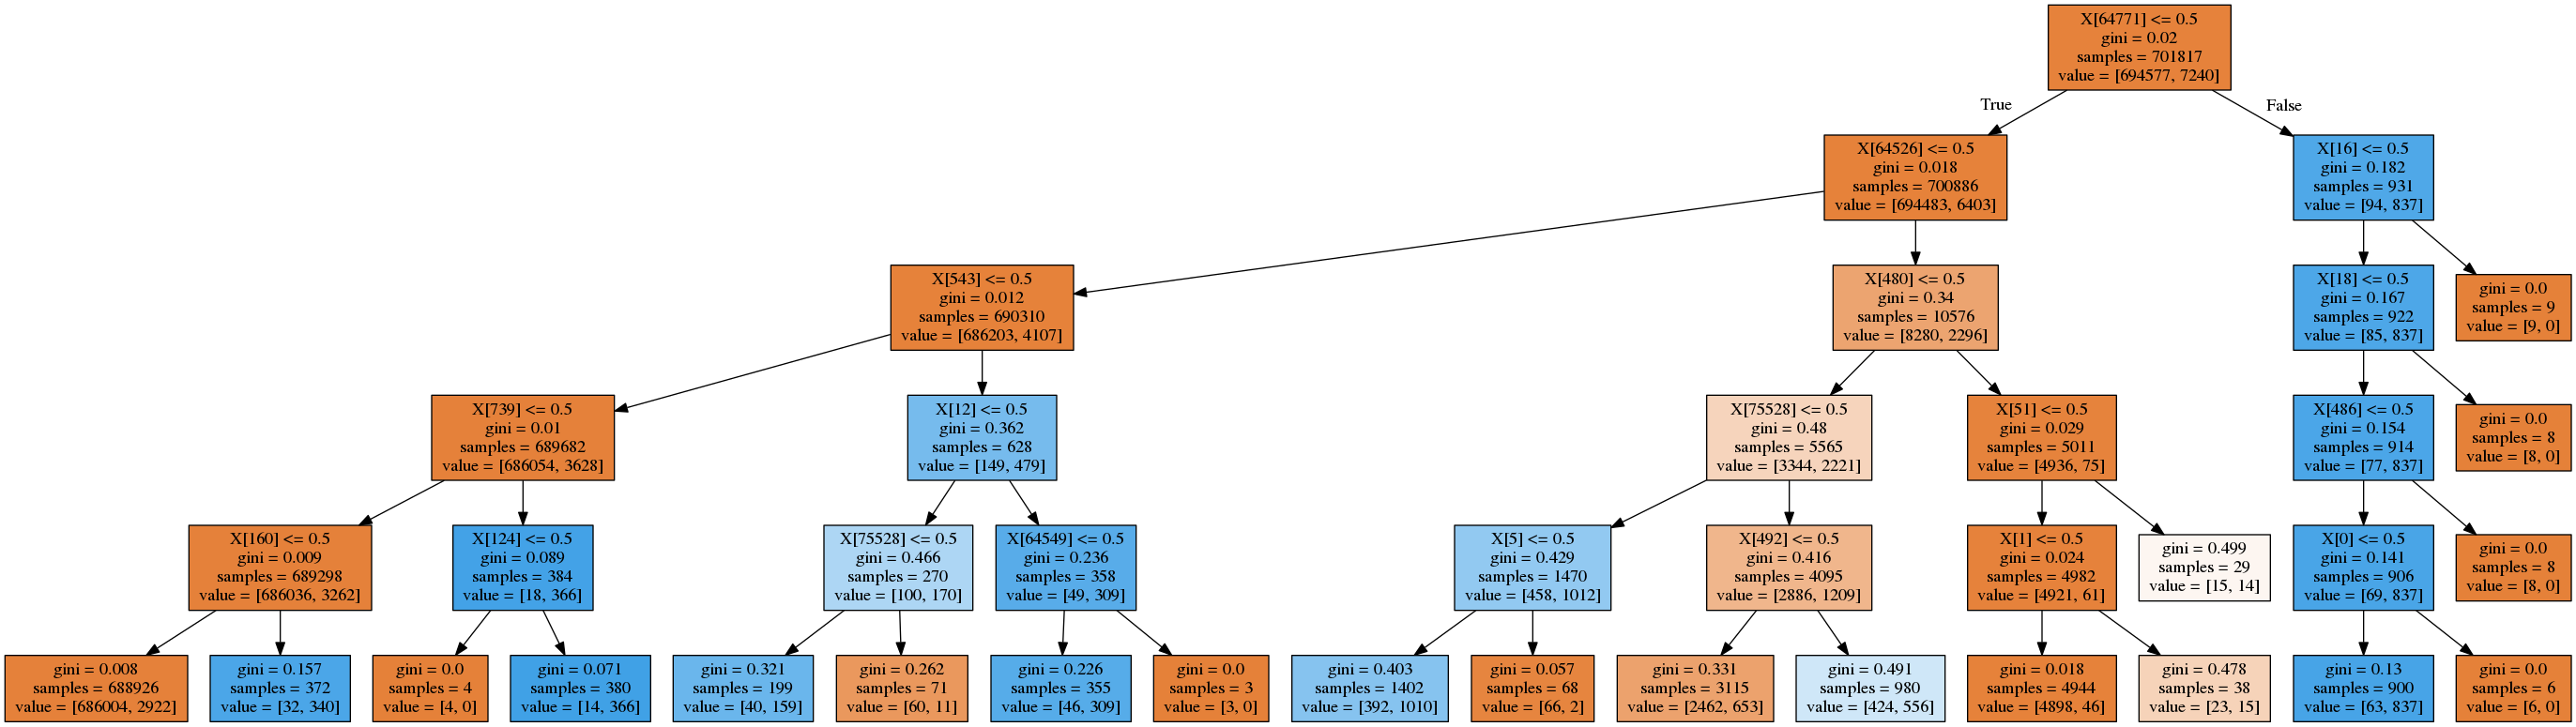 X[64771] <= 0.5
gini = 0.02
samples = 701817
value = [694577, 7240]
True
False
X[64526] <= 0.5
gini = 0.018
samples = 700886
value = [694483, 6403]
X[16] <= 0.5
gini = 0.182
samples = 931
value = [94, 837]
X[543] <= 0.5
gini = 0.012
samples = 690310
value = [686203, 4107]
X[480] <= 0.5
gini = 0.34
samples = 10576
value = [8280, 2296]
X[18] <= 0.5
gini = 0.167
samples = 922
value = [85, 837]
gini = 0.0
samples = 9
value = [9, 0]
X[739] <= 0.5
gini = 0.01
samples = 689682
value = [686054, 3628]
X[12] <= 0.5
gini = 0.362
samples = 628
value = [149, 479]
X[75528] <= 0.5
gini = 0.48
samples = 5565
value = [3344, 2221]
X[51] <= 0.5
gini = 0.029
samples = 5011
value = [4936, 75]
X[486] <= 0.5
gini = 0.154
samples = 914
value = [77, 837]
gini = 0.0
samples = 8
value = [8, 0]
X[160] <= 0.5
gini = 0.009
samples = 689298
value = [686036, 3262]
X[124] <= 0.5
gini = 0.089
samples = 384
value = [18, 366]
X[75528] <= 0.5
gini = 0.466
samples = 270
value = [100, 170]
X[64549] <= 0.5
gini = 0.236
samples = 358
value = [49, 309]
X[5] <= 0.5
gini = 0.429
samples = 1470
value = [458, 1012]
X[492] <= 0.5
gini = 0.416
samples = 4095
value = [2886, 1209]
X[1] <= 0.5
gini = 0.024
samples = 4982
value = [4921, 61]
gini = 0.499
samples = 29
value = [15, 14]
X[0] <= 0.5
gini = 0.141
samples = 906
value = [69, 837]
gini = 0.0
samples = 8
value = [8, 0]
gini = 0.008
samples = 688926
value = [686004, 2922]
gini = 0.157
samples = 372
value = [32, 340]
gini = 0.0
samples = 4
value = [4, 0]
gini = 0.071
samples = 380
value = [14, 366]
gini = 0.321
samples = 199
value = [40, 159]
gini = 0.262
samples = 71
value = [60, 11]
gini = 0.226
samples = 355
value = [46, 309]
gini = 0.0
samples = 3
value = [3, 0]
gini = 0.403
samples = 1402
value = [392, 1010]
gini = 0.057
samples = 68
value = [66, 2]
gini = 0.331
samples = 3115
value = [2462, 653]
gini = 0.491
samples = 980
value = [424, 556]
gini = 0.018
samples = 4944
value = [4898, 46]
gini = 0.478
samples = 38
value = [23, 15]
gini = 0.13
samples = 900
value = [63, 837]
gini = 0.0
samples = 6
value = [6, 0]